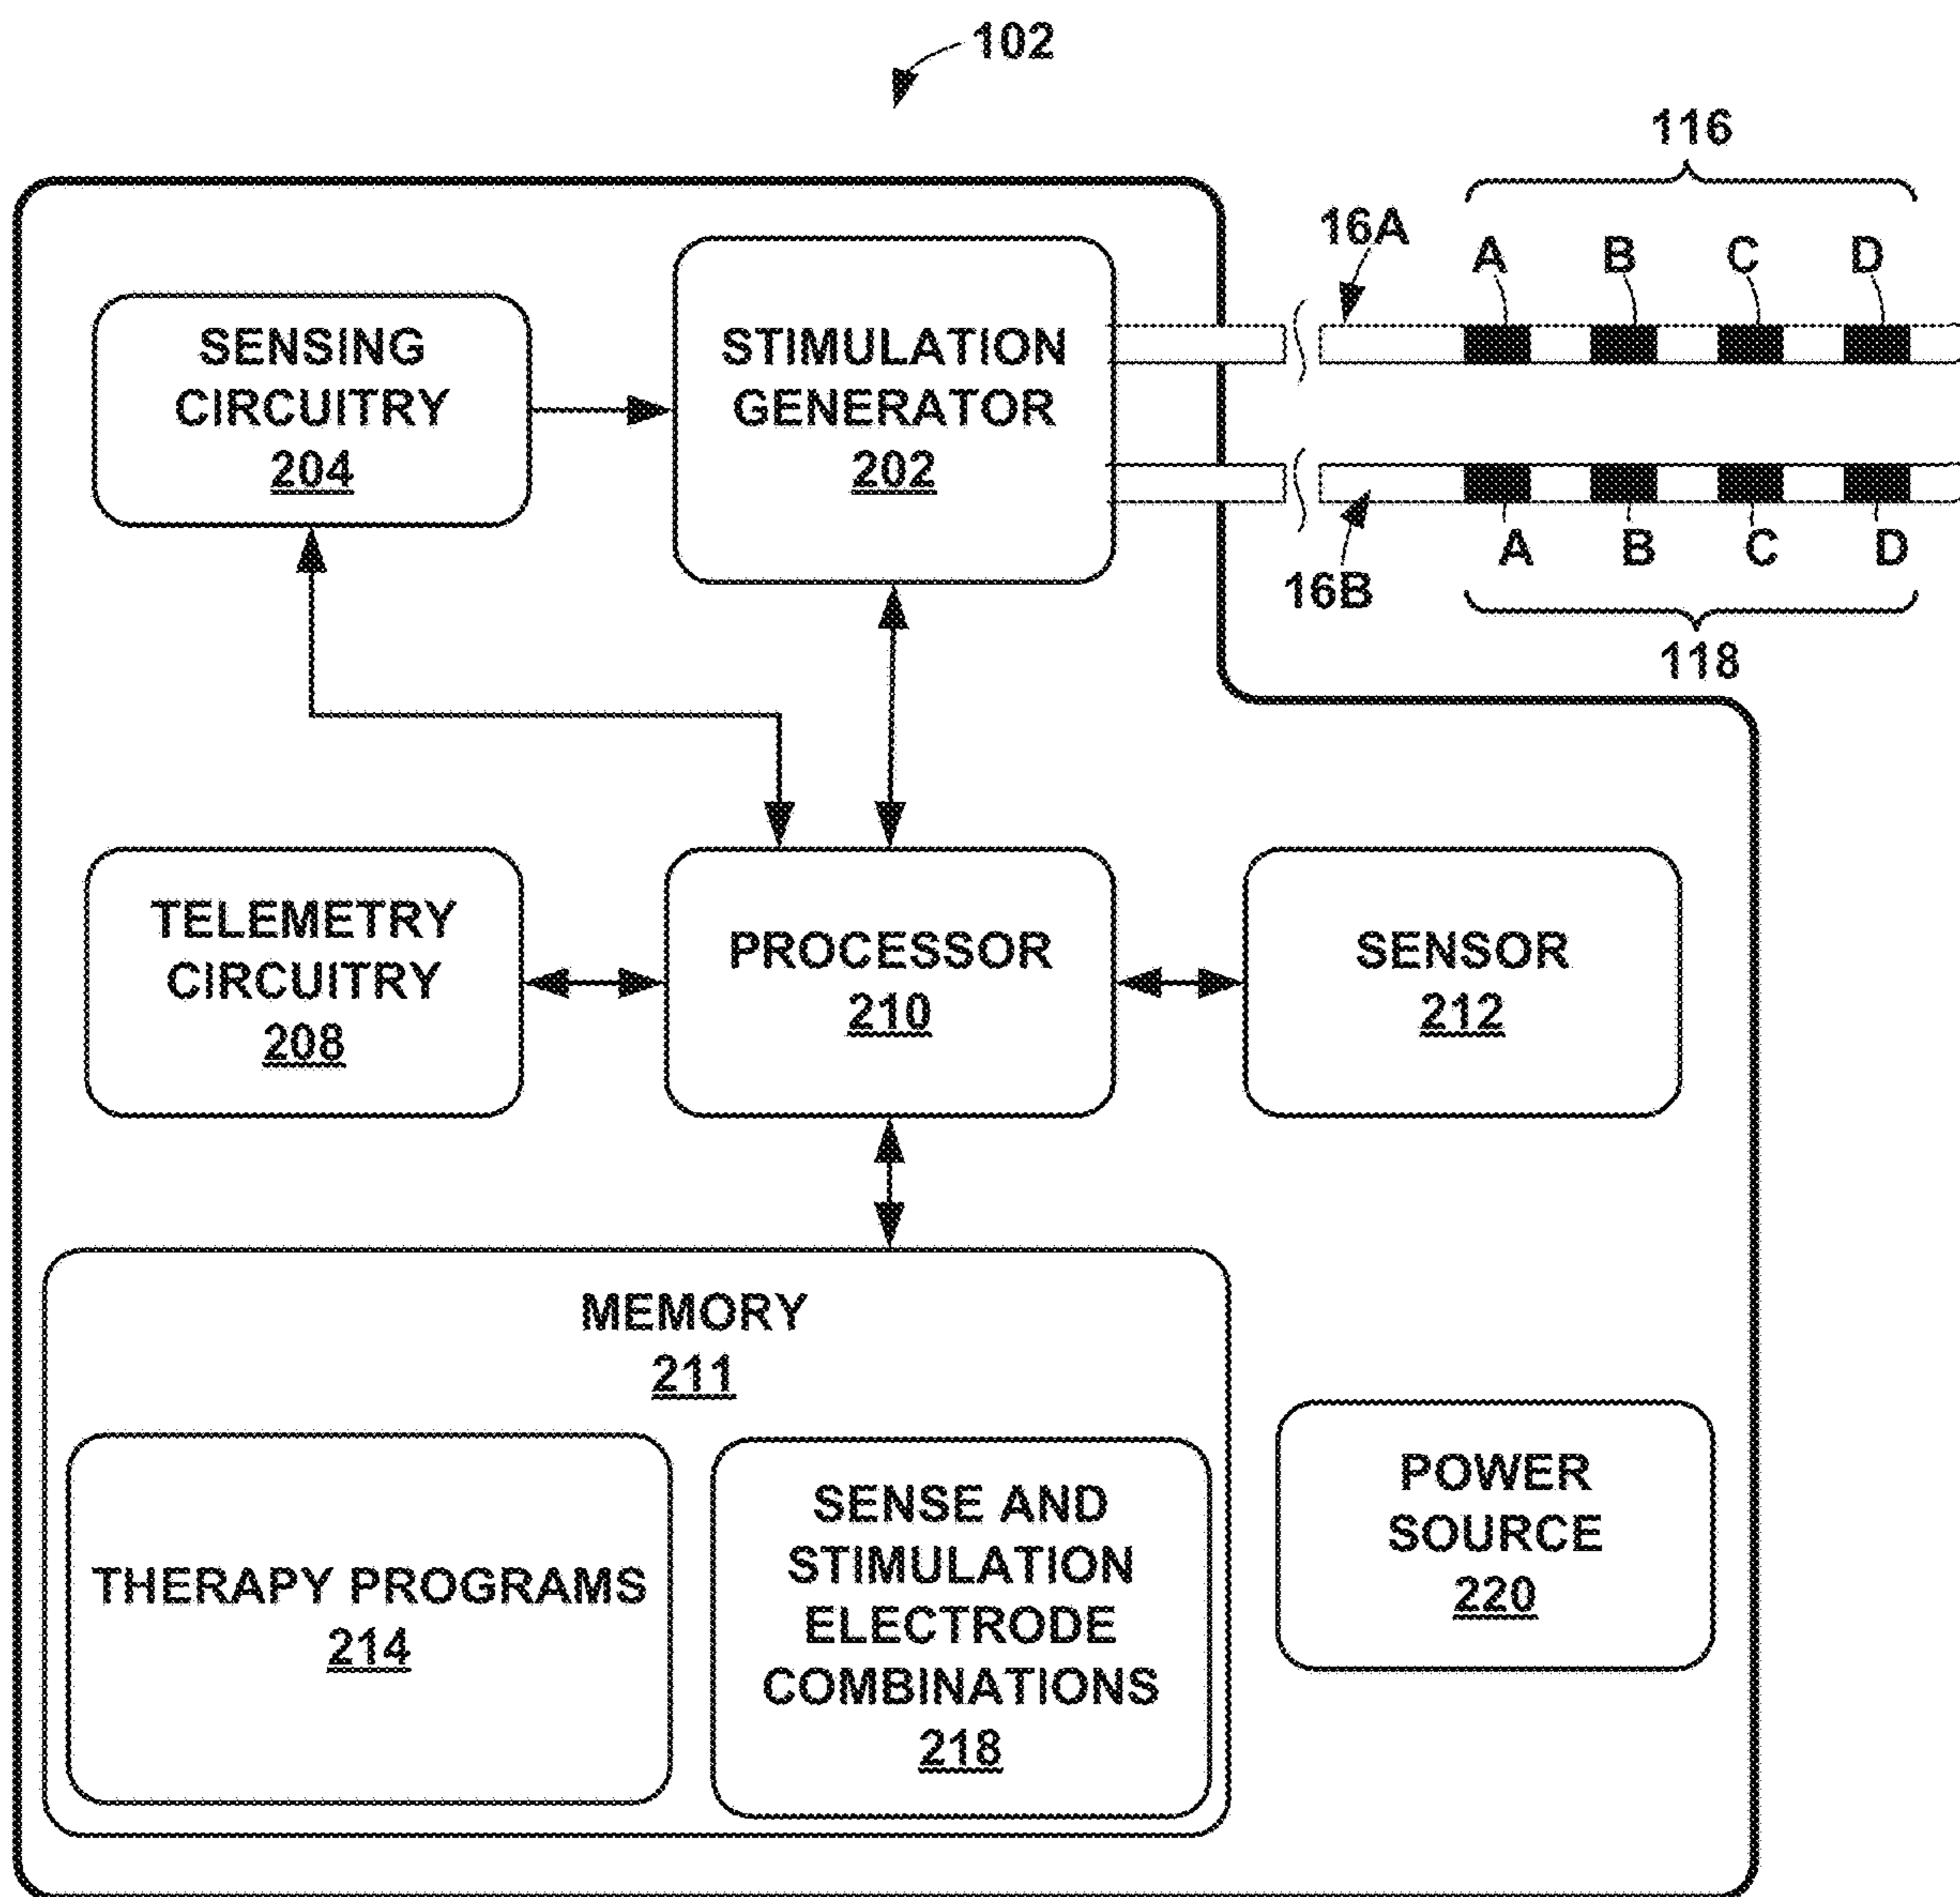 102
116
16A
A B C D
SENSING
CIRCUITRY
204
STIMULATION
GENERATOR
202
A B C D
16B
118
TELEMETRY
CIRCUITRY
208
PROCESSOR
210
SENSOR
212
MEMORY
211
THERAPY PROGRAMS
214
SENSE AND
STIMULATION
ELECTRODE
COMBINATIONS
218
POWER
SOURCE
220